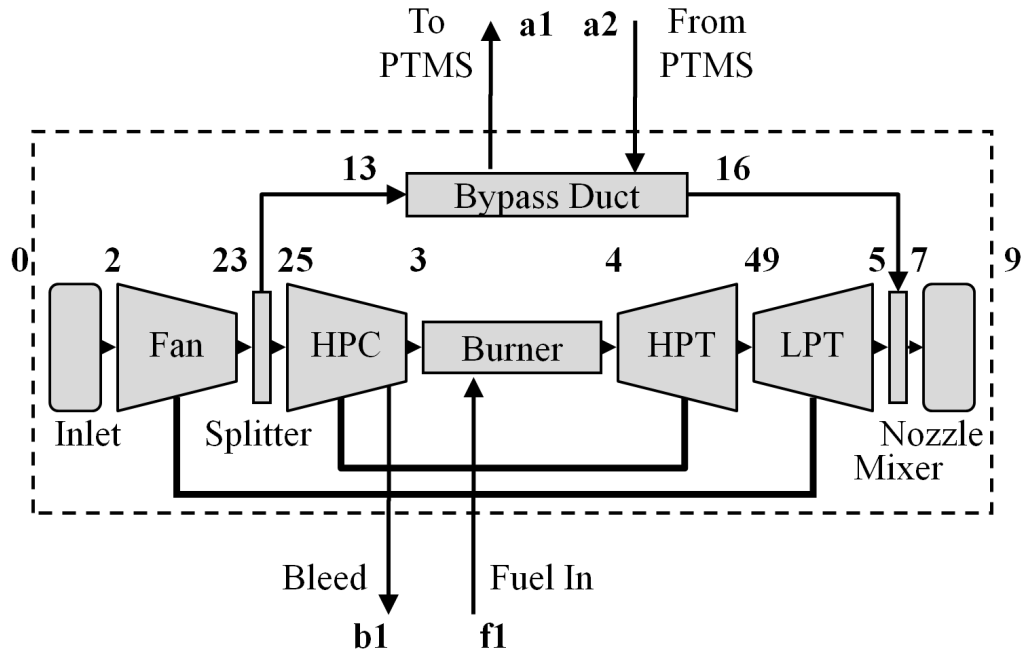 To
PTMS
a1
a2
From
PTMS
13
Bypass Duct
16
0
2
23
25
3
4
49
5
7
9
Fan
HPC
Burner
HPT
LPT
Inlet
Splitter
Nozzle
Mixer
Bleed
Fuel In
b1
f1